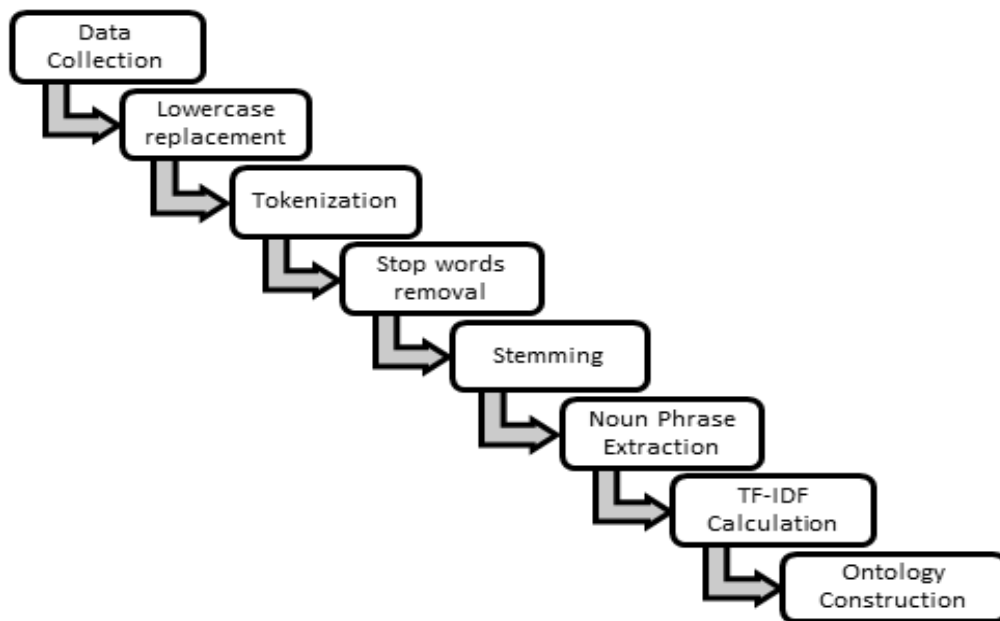 Data
Collection
Lowercase
replacement
Tokenization
Stop words
removal
Stemming
Noun Phrase
Extraction
TF-IDF
Calculation
Ontology
Construction